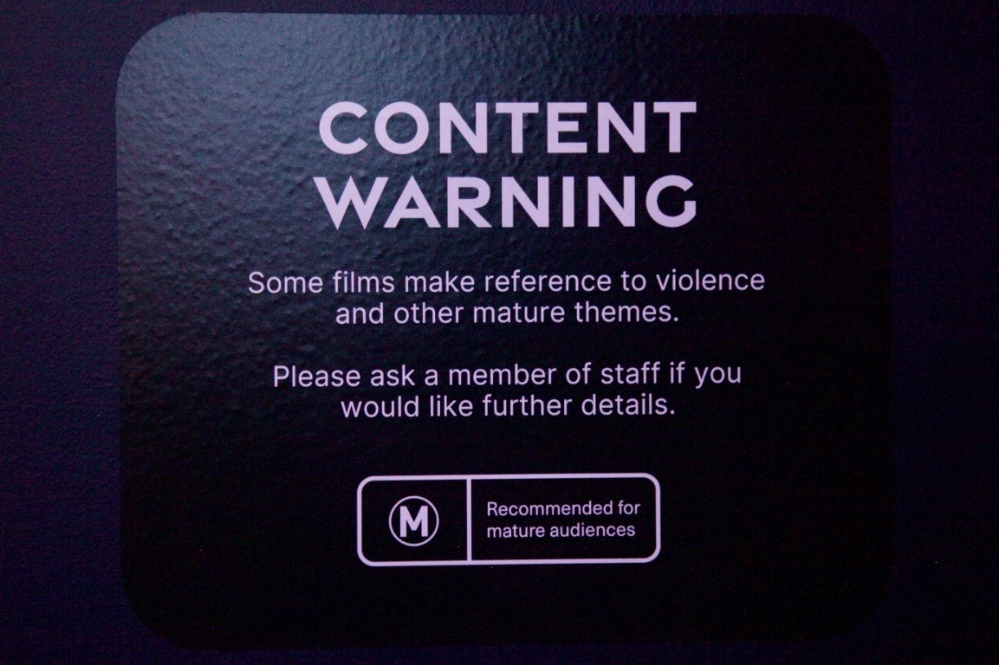 CONTENT
WARNING
Some films make reference to violence
and other mature themes.
Please ask a member of staff if you
would like further details.
M
Recommended for
mature audiences